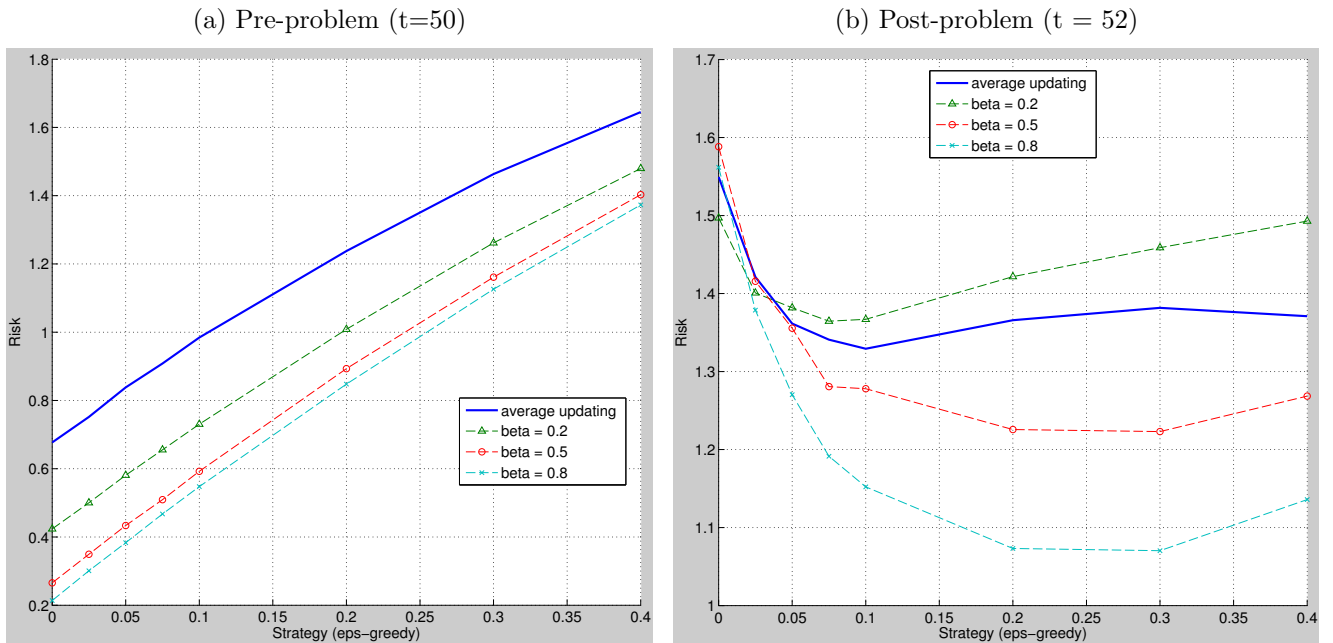 (a) Pre-problem (t=50)
1.8
1.6
1.4
1.2
1
0.8
0.6
0.4
0.2
Risk
average updating
beta = 0.2
beta = 0.5
beta = 0.8
0 0.05 0.1 0.15 0.2 0.25 0.3 0.35 0.4
Strategy (eps-greedy)
(b) Post-problem (t = 52)
1.7
1.6
1.5
1.4
1.3
1.2
1.1
1
Risk
average updating
beta = 0.2
beta = 0.5
beta = 0.8
0 0.05 0.1 0.15 0.2 0.25 0.3 0.35 0.4
Strategy (eps-greedy)